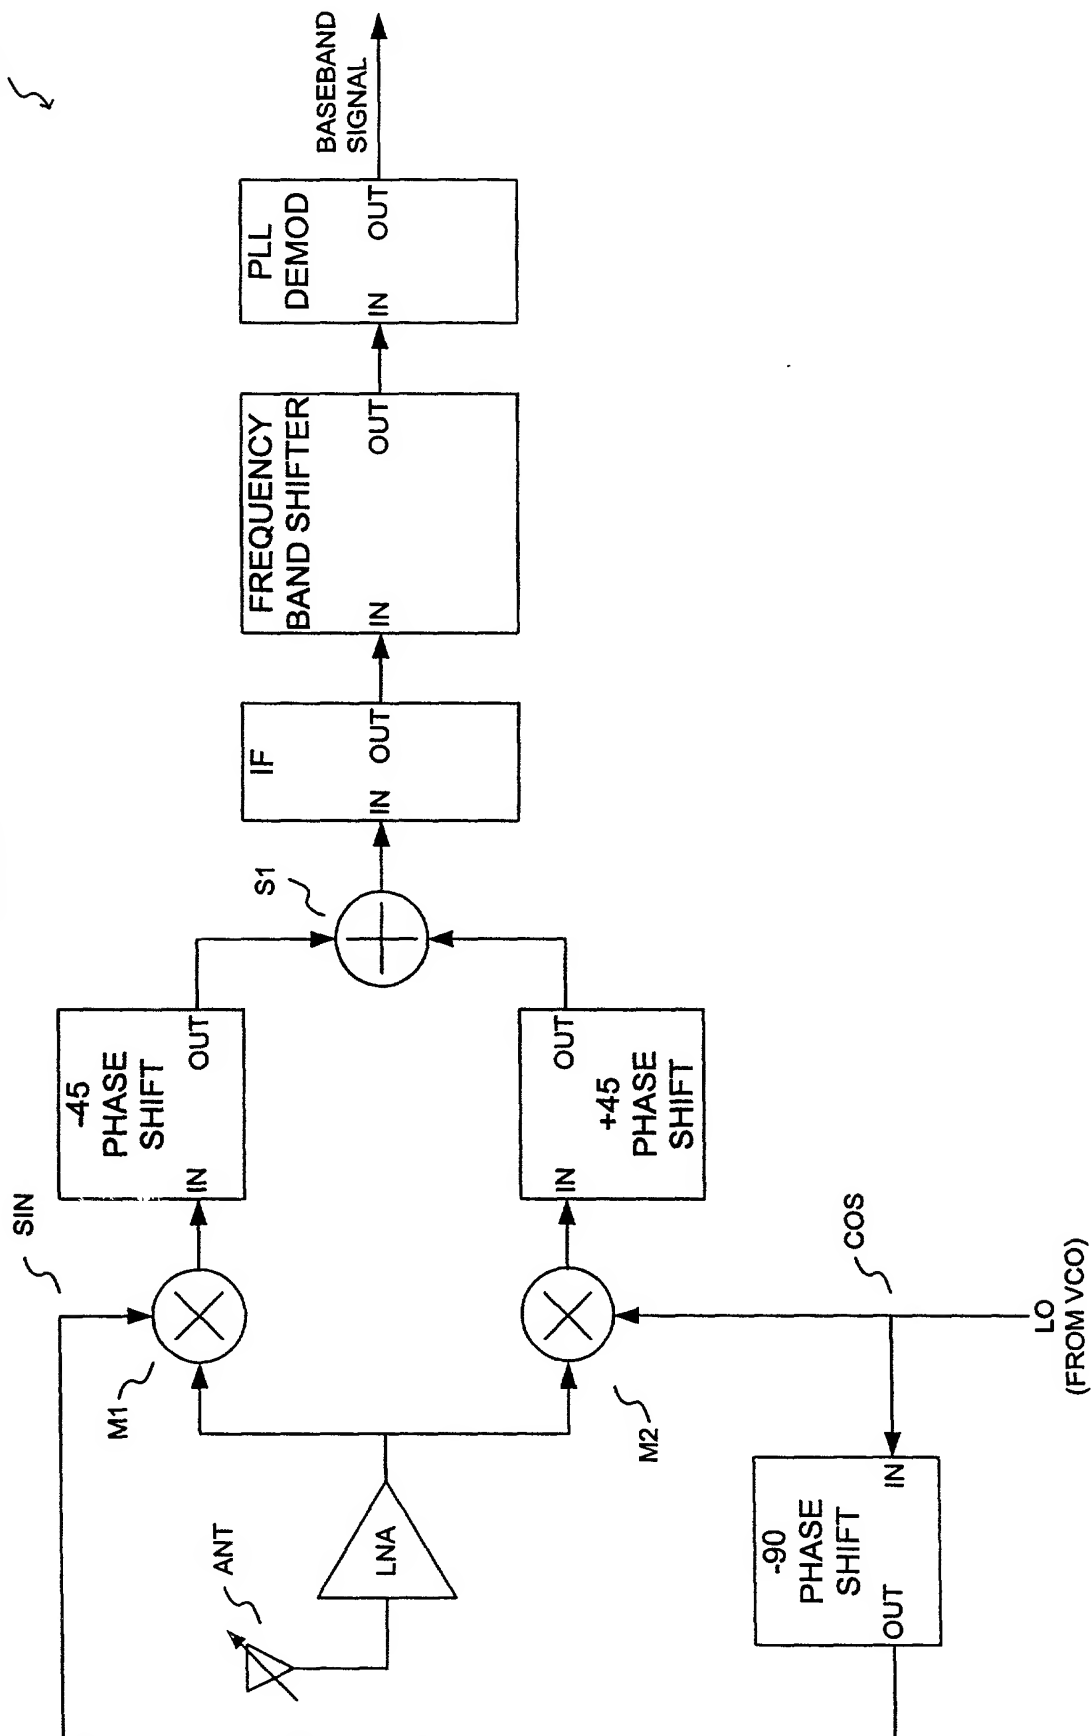 ANT
LNA
M1
SIN
-45
PHASE
SHIFT
IN
OUT
M2
+45
PHASE
SHIFT
IN
OUT
COS
LO
(FROM VCO)
-90
PHASE
SHIFT
IN
OUT
S1
IF
IN
OUT
FREQUENCY
BAND SHIFTER
IN
OUT
PLL
DEMOD
IN
OUT
BASEBAND
SIGNAL